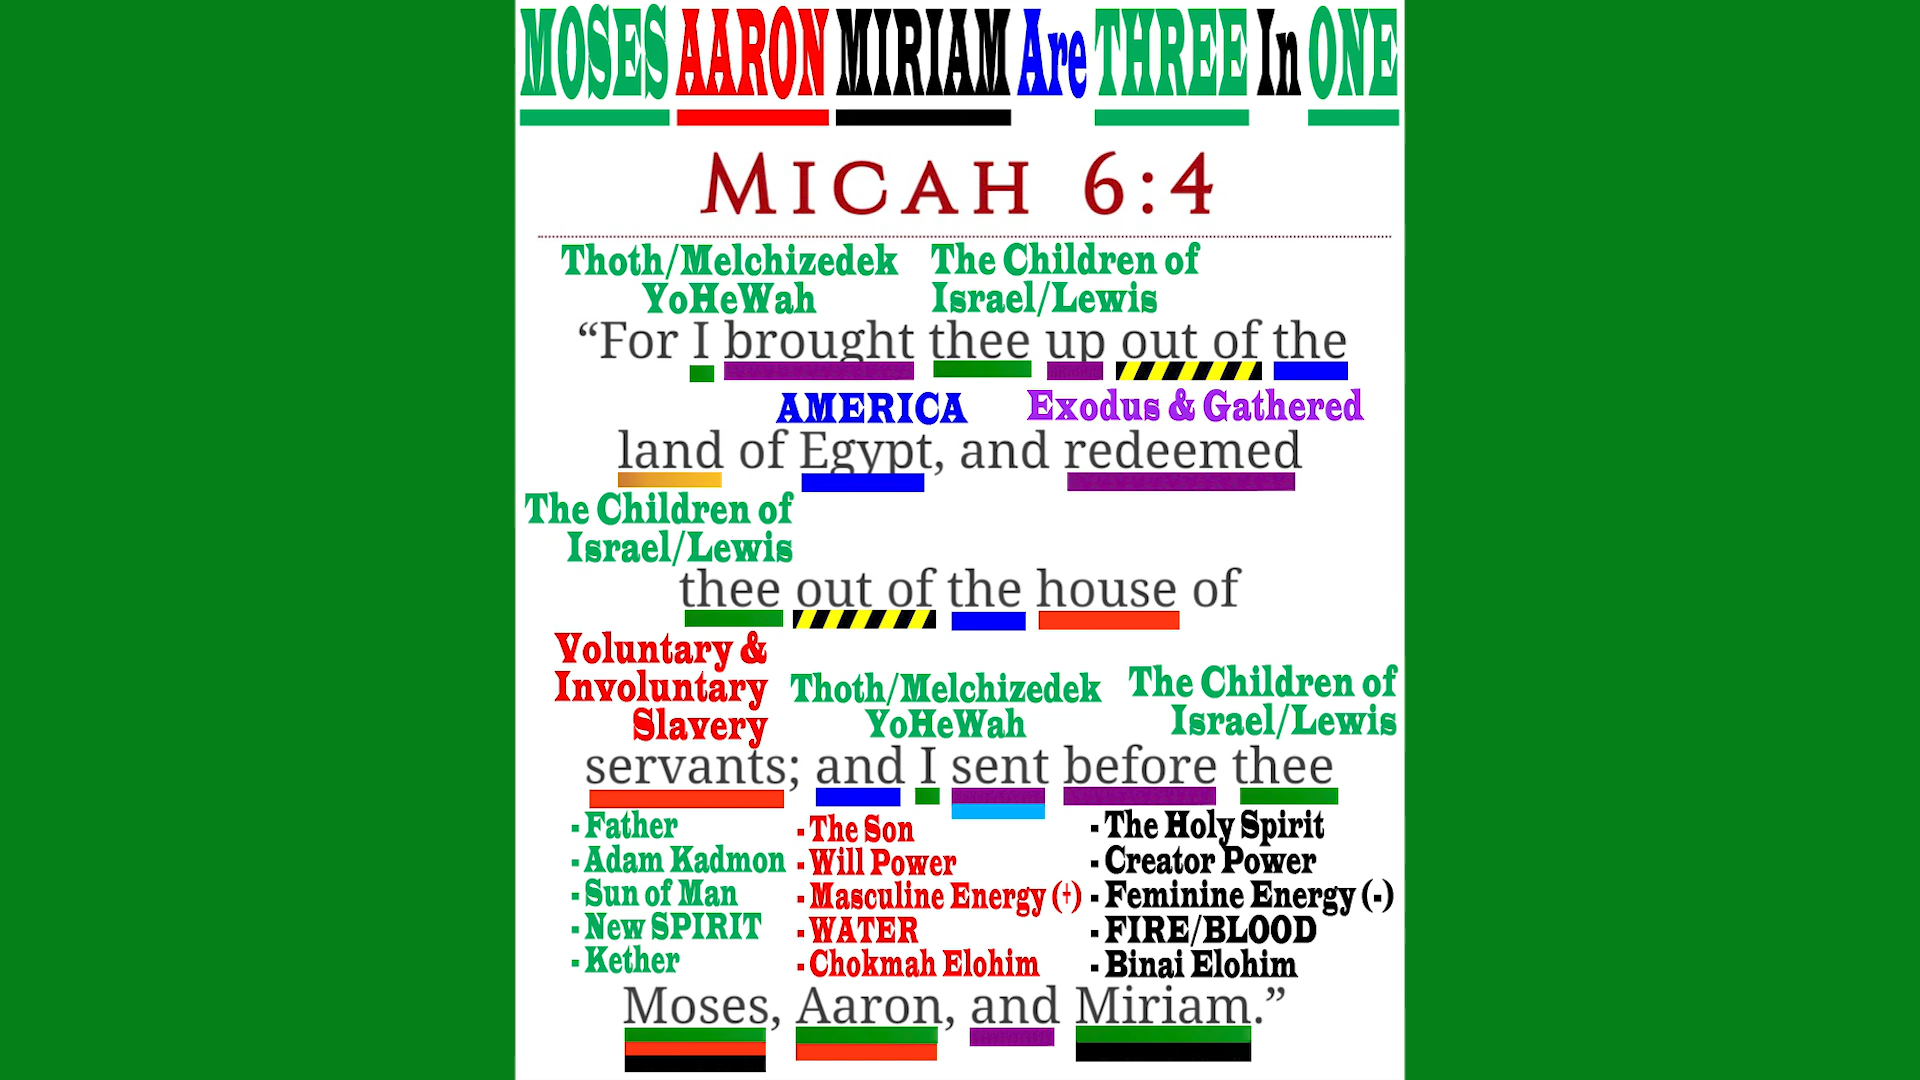 MOSES AARON MIRIAM Are THREE In ONE
MICAH 6:4
Thoth/Melchizedek
YoHeWah
The Children of
Israel/Lewis
“For I brought thee up out of the
AMERICA
Exodus & Gathered
land of Egypt, and redeemed
The Children of
Israel/Lewis
thee out of the house of
Voluntary &
Involuntary
Slavery
Thoth/Melchizedek
YoHeWah
The Children of
Israel/Lewis
servants; and I sent before thee
- Father
- Adam Kadmon
- Sun of Man
- New SPIRIT
- Kether
- The Son
- Will Power
- Masculine Energy (+)
- WATER
- Chokmah Elohim
- The Holy Spirit
- Creator Power
- Feminine Energy (-)
- FIRE/BLOOD
- Binai Elohim
Moses, Aaron, and Miriam.”